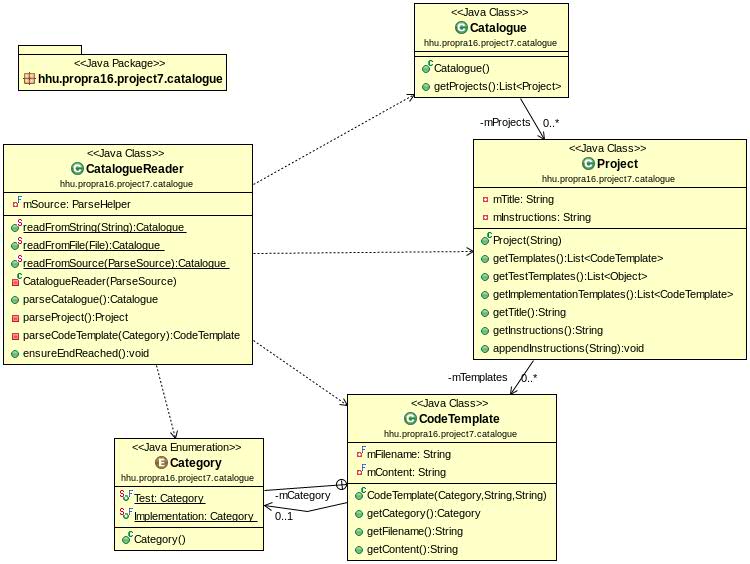 <<Java Package>>
hhu.propra16.project7.catalogue
<<Java Class>>
Catalogue
hhu.propra16.project7.catalogue
Catalogue()
getProjects():List<Project>
-mProjects
0..*
<<Java Class>>
CatalogueReader
hhu.propra16.project7.catalogue
mSource: ParseHelper
readFromString(String):Catalogue
readFromFile(File):Catalogue
readFromSource(ParseSource):Catalogue
CatalogueReader(ParseSource)
parseCatalogue():Catalogue
parseProject():Project
parseCodeTemplate(Category):CodeTemplate
ensureEndReached():void
<<Java Class>>
Project
hhu.propra16.project7.catalogue
mTitle: String
mInstructions: String
Project(String)
getTemplates():List<CodeTemplate>
getTestTemplates():List<Object>
getImplementationTemplates():List<CodeTemplate>
getTitle():String
getInstructions():String
appendInstructions(String):void
-mTemplates
0..*
<<Java Class>>
CodeTemplate
hhu.propra16.project7.catalogue
mFilename: String
mContent: String
CodeTemplate(Category,String,String)
getCategory():Category
getFilename():String
getContent():String
<<Java Enumeration>>
Category
hhu.propra16.project7.catalogue
Test: Category
Implementation: Category
Category()
-mCategory
0..1